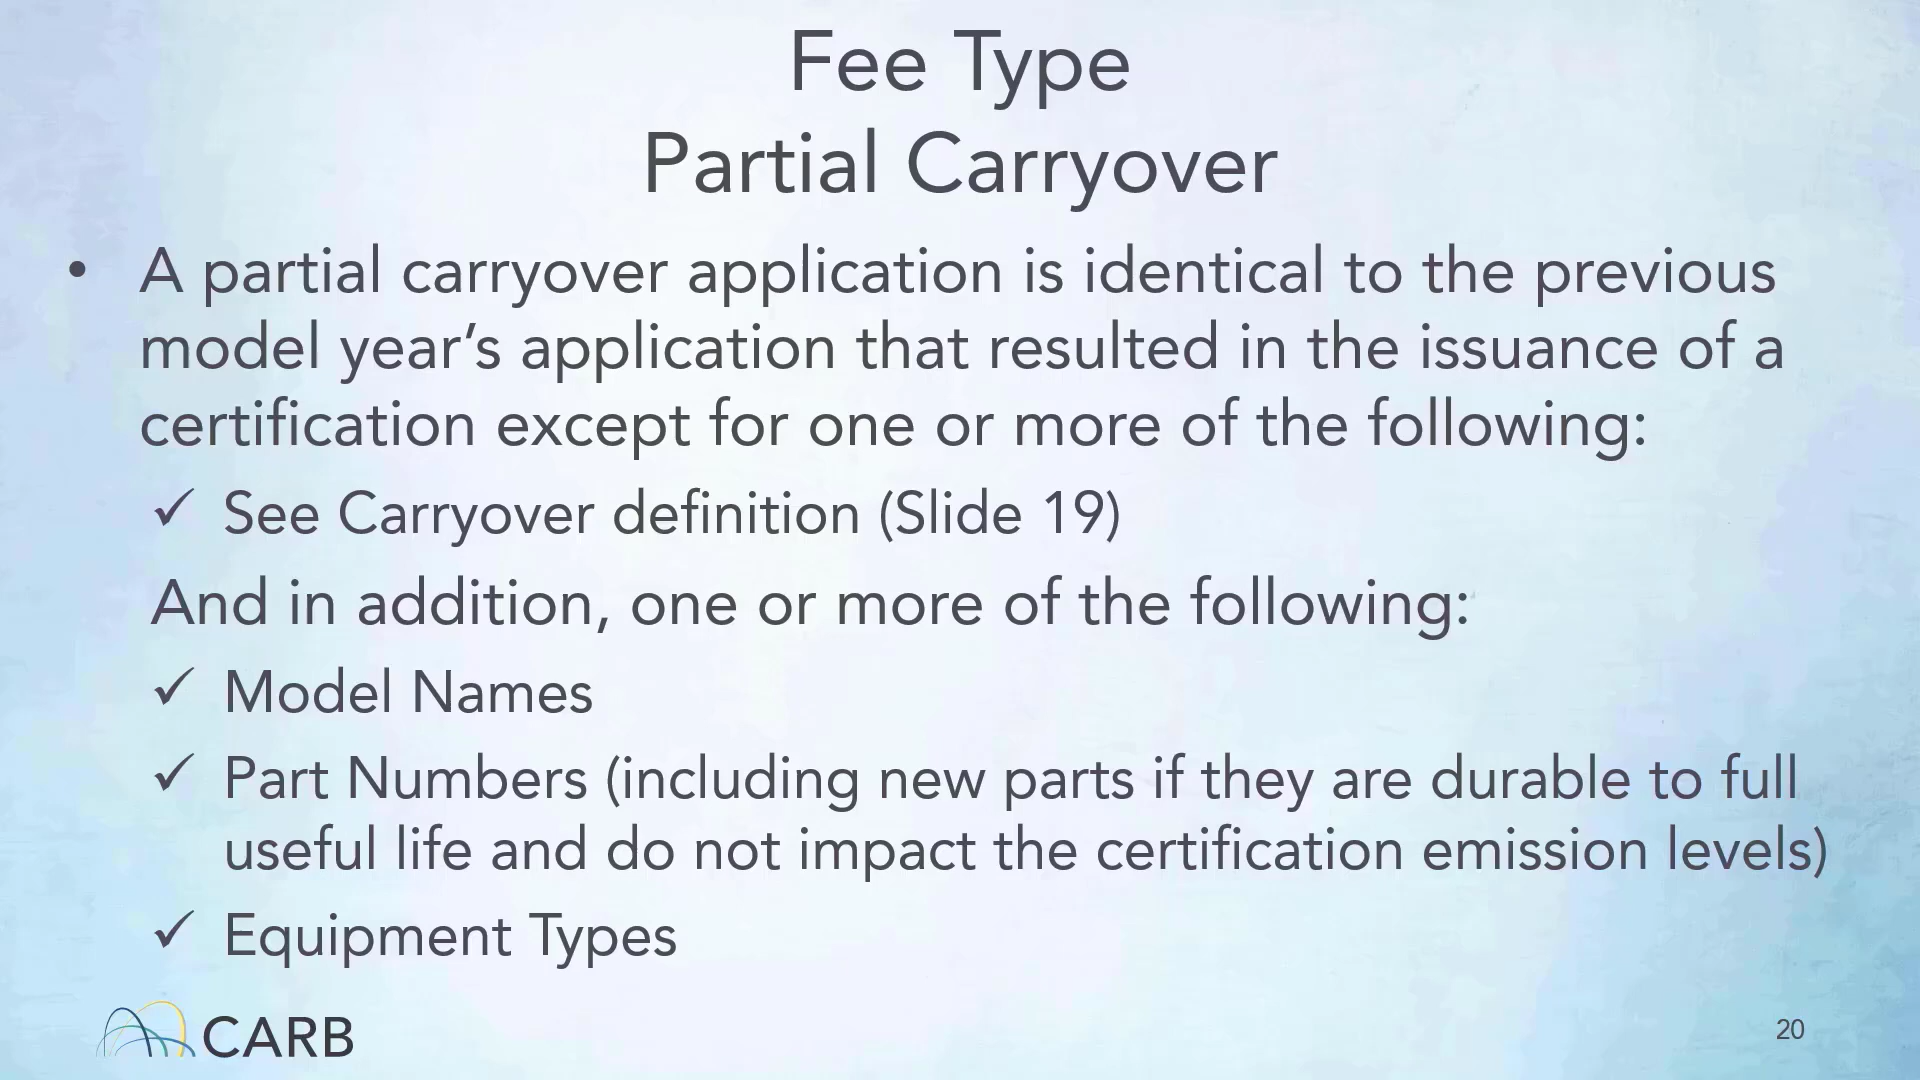 Fee Type
Partial Carryover
• A partial carryover application is identical to the previous
model year’s application that resulted in the issuance of a
certification except for one or more of the following:
✓ See Carryover definition (Slide 19)
And in addition, one or more of the following:
✓ Model Names
✓ Part Numbers (including new parts if they are durable to full
useful life and do not impact the certification emission levels)
✓ Equipment Types
CARB
20